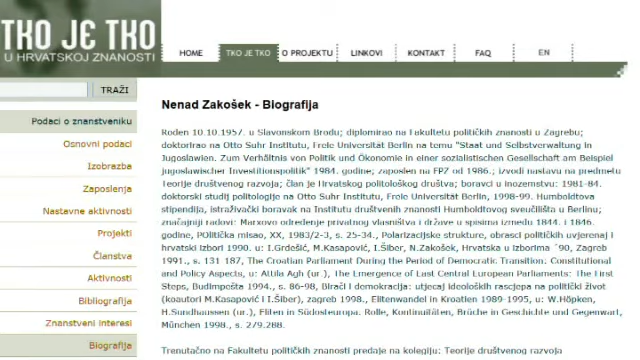 TKO JE TKO
U HRVATSKOJ ZNANOSTI
HOME
TKO JE TKO
O PROJEKTU
LINKOVI
KONTAKT
FAQ
EN
TRAŽI
Podaci o znanstveniku
Osnovni podaci
Izobrazba
Zaposlenja
Nastavne aktivnosti
Projekti
Članstva
Aktivnosti
Bibliografija
Znanstveni interesi
Biografija
Nenad Zakošek - Biografija
Rođen 10.10.1957. u Slavonskom Brodu; diplomirao na Fakultetu političkih znanosti u Zagrebu;
doktorirao na Otto Suhr Institutu, Freie Universität Berlin na temu "Staat und Selbstverwaltung in
Jugoslawien. Zum Verhältnis von Politik und Ökonomie in einer sozialistischen Gesellschaft am Beispiel
jugoslawischer Investitionspolitik" 1984. godine; zaposlen na FPZ od 1986.; izvodi nastavu na predmetu
Teorije društvenog razvoja; član je Hrvatskog politološkog društva; boravci u inozemstvu: 1981-84.
doktorski studij politologije na Otto Suhr Institutu, Freie Universität Berlin, 1998-99. Humboldtova
stipendija, istraživački boravak na Institutu društvenih znanosti Humboldtovog sveučilišta u Berlinu;
značajniji radovi: Marxovo određenje privatnog vlasništva i države u spisima između 1844. i 1846.
godine, POlitička misao, XX, 1983/2-3, s. 25-34., Polarizacijske strukture, obrasci političkih uvjerenaj i
hrvatski izbori 1990. u: I.Grdešić, M.Kasapović, I.Šibor, N.Zakošek, Hrvatska u izborima ´90, Zagreb
1991., s. 131-187, The Croatian Parliament During the Period of Democratic Transition: Constitutional
and Policy Aspects, u: Attila Agh (ur.), The Emergence of East Central European Parliaments: The First
Steps, Budimpošta 1994., s. 86-98, Birači i demokracija: utjecaj ideoloških rascjepa na politički život
(koautori M.Kasapović i I.Šiber), zagreb 1998., Elitenwandel in Kroatien 1989-1995, u: W.Höpken,
H.Sundhaussen (ur.), Eliten in Südosteuropa. Rolle, Kontinuitäten, Brüche in Geschichte und Gegenwart,
München 1998., s. 279.288.
Trenutačno na Fakultetu političkih znanosti predaje na kolegiju: Teorije društvenog razvoja